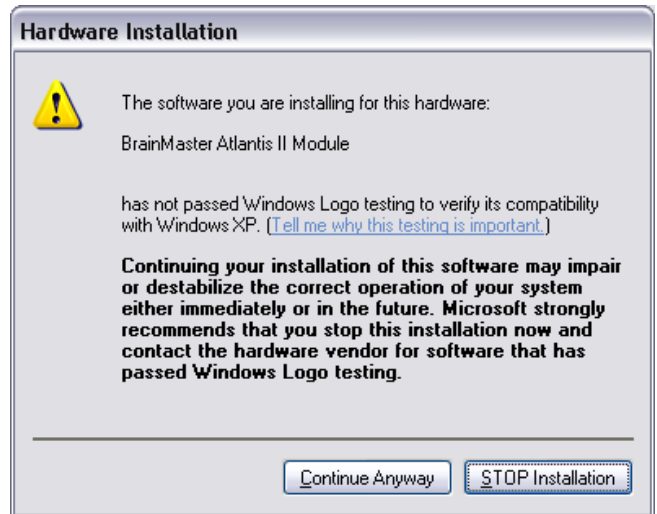 Hardware Installation
The software you are installing for this hardware:
BrainMaster Atlantis II Module
has not passed Windows Logo testing to verify its compatibility
with Windows XP. (Tell me why this testing is important.)
Continuing your installation of this software may impair
or destabilize the correct operation of your system
either immediately or in the future. Microsoft strongly
recommends that you stop this installation now and
contact the hardware vendor for software that has
passed Windows Logo testing.
Continue Anyway STOP Installation